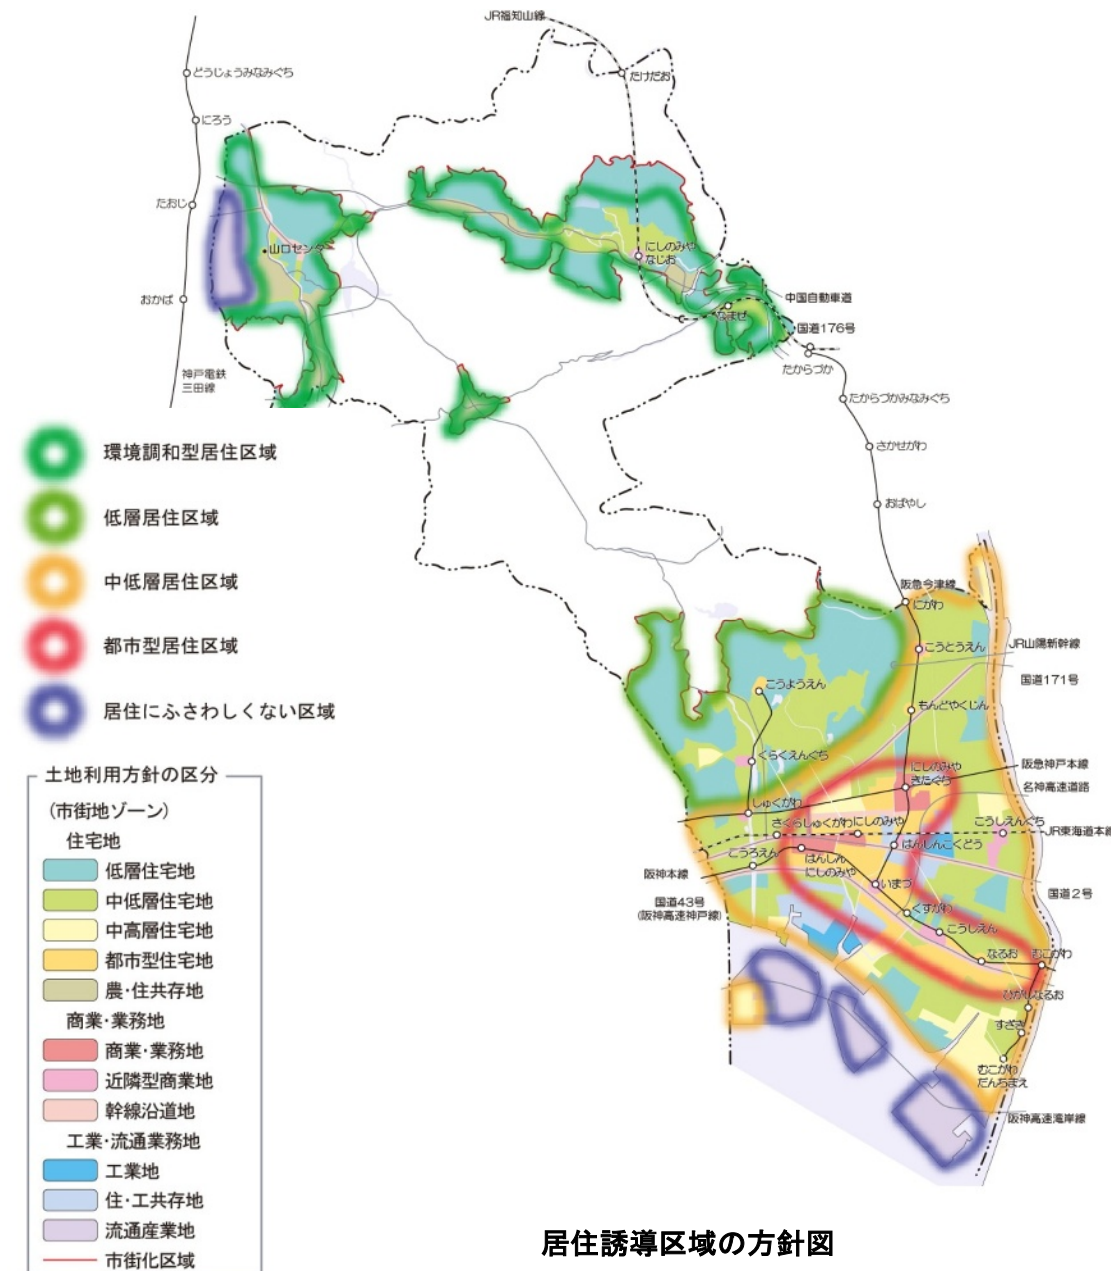 JR福知山線
どうじょうみなみぐち
たけだお
にろう
たおじ
山口センター
にしのみや
なじお
おかば
中国自動車道
なまぜ
国道176号
たからづか
神戸電鉄
三田線
たからづかみなみぐち
さかせがわ
おばやし
環境調和型居住区域
低層居住区域
中低層居住区域
都市型居住区域
居住にふさわしくない区域
阪急今津線
にがわ
JR山陽新幹線
こうとうえん
国道171号
こうようえん
もんどやくじん
くらくえんぐち
にしのみや
きたぐち
阪急神戸本線
名神高速道路
しゅくがわ
さくらしゅくがわ
にしのみや
こうしえんぐち
JR東海道本線
こうろえん
はんしん
にしのみや
はんしんこくどう
阪神本線
いまづ
国道2号
国道43号
(阪神高速神戸線)
くすがわ
こうしえん
なるお
むこがわ
ひがしなるお
すざき
むこがわ
だんちまえ
阪神高速湾岸線
土地利用方針の区分
(市街地ゾーン)
住宅地
低層住宅地
中低層住宅地
中高層住宅地
都市型住宅地
農・住共存地
商業・業務地
商業・業務地
近隣型商業地
幹線沿道地
工業・流通業務地
工業地
住・工共存地
流通産業地
市街化区域
居住誘導区域の方針図